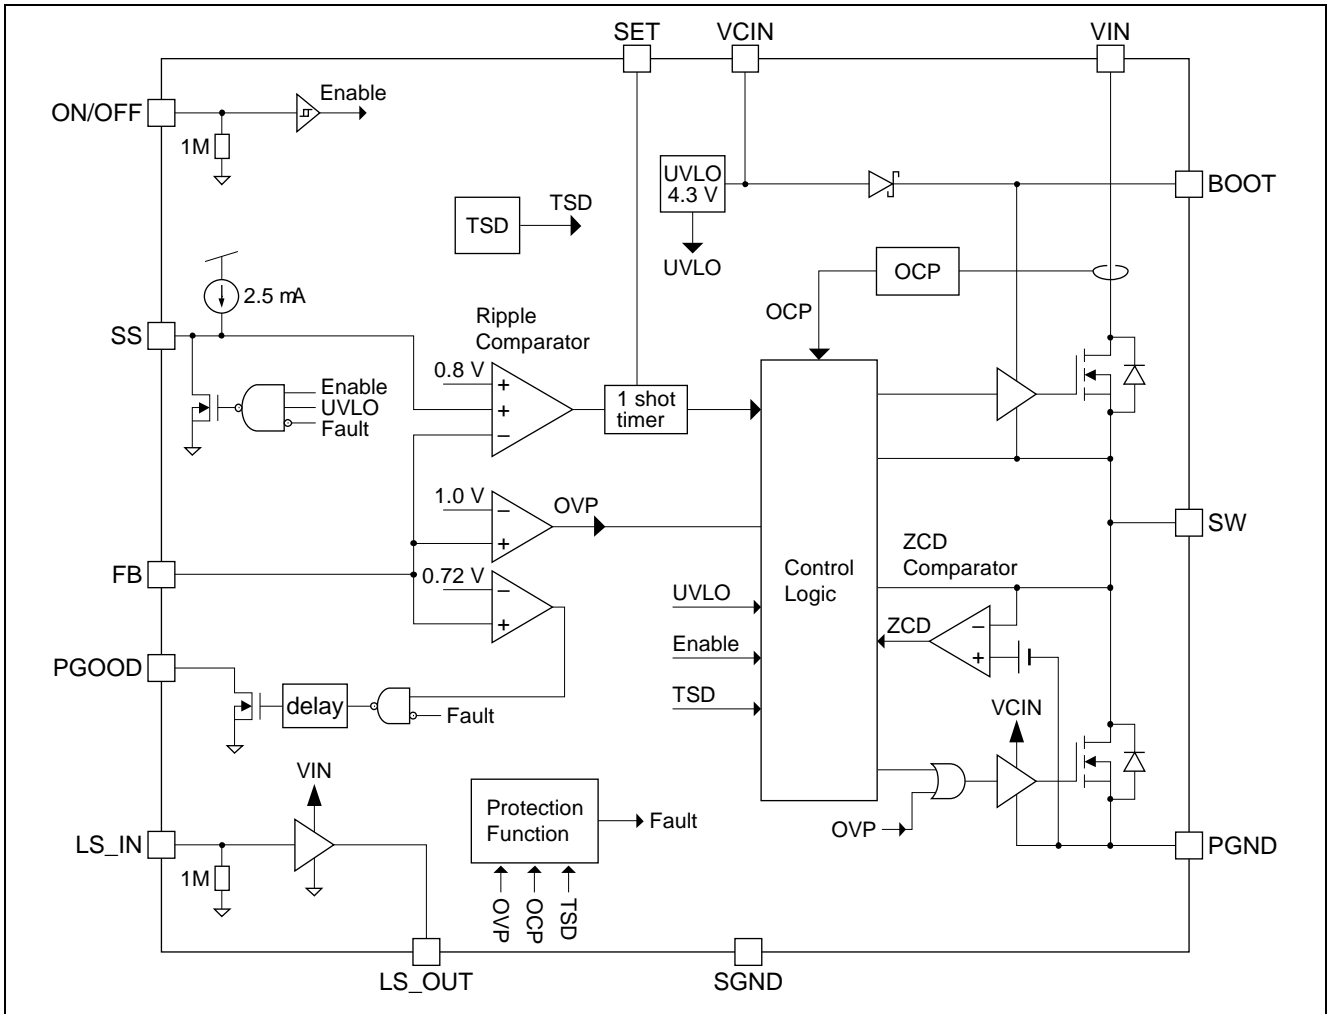 SET
VCIN
VIN
ON/OFF
Enable
1M
UVLO
4.3 V
BOOT
TSD
TSD
UVLO
OCP
2.5 mA
OCP
SS
Ripple
Comparator
0.8 V
+
+
−
Enable
UVLO
Fault
1 shot
timer
1.0 V
−
+
OVP
SW
FB
0.72 V
−
+
Control
Logic
ZCD
Comparator
UVLO
ZCD
−
+
Enable
PGOOD
TSD
delay
Fault
VCIN
VIN
Protection
Function
Fault
OVP
LS_IN
PGND
1M
OVP
OCP
TSD
LS_OUT
SGND